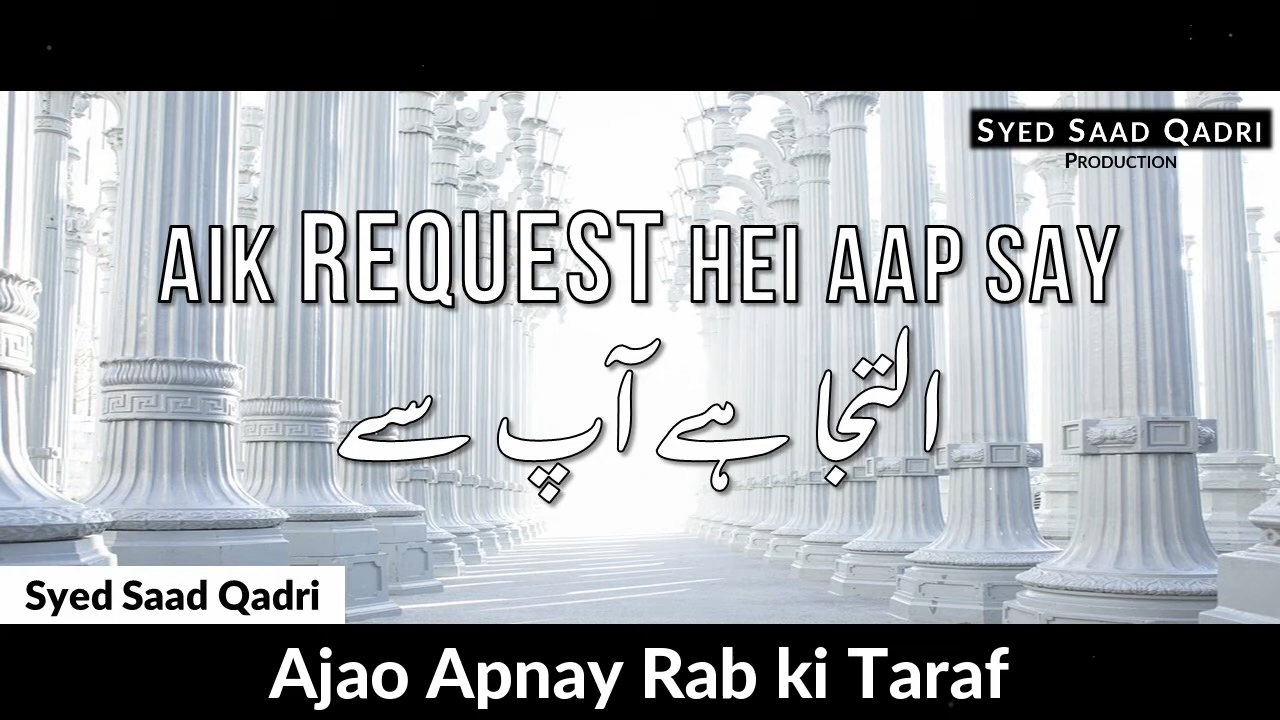 SYED SAAD QADRI
PRODUCTION
AIK REQUEST HEI AAP SAY
التجا ہے آپ سے
Syed Saad Qadri
Ajao Apnay Rab ki Taraf